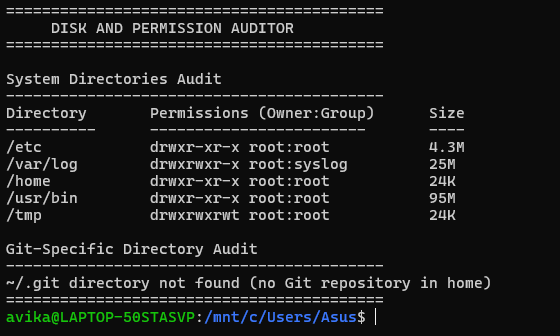 ==========================================
     DISK AND PERMISSION AUDITOR
==========================================

System Directories Audit
------------------------------------------
Directory       Permissions (Owner:Group)      Size
----------      ------------------------       ----
/etc            drwxr-xr-x root:root           4.3M
/var/log        drwxrwxr-x root:syslog         25M
/home           drwxr-xr-x root:root           24K
/usr/bin        drwxr-xr-x root:root           95M
/tmp            drwxrwxrwt root:root           24K

Git-Specific Directory Audit
------------------------------------------
~/.git directory not found (no Git repository in home)
==========================================
avika@LAPTOP-50STASVP:/mnt/c/Users/Asus$